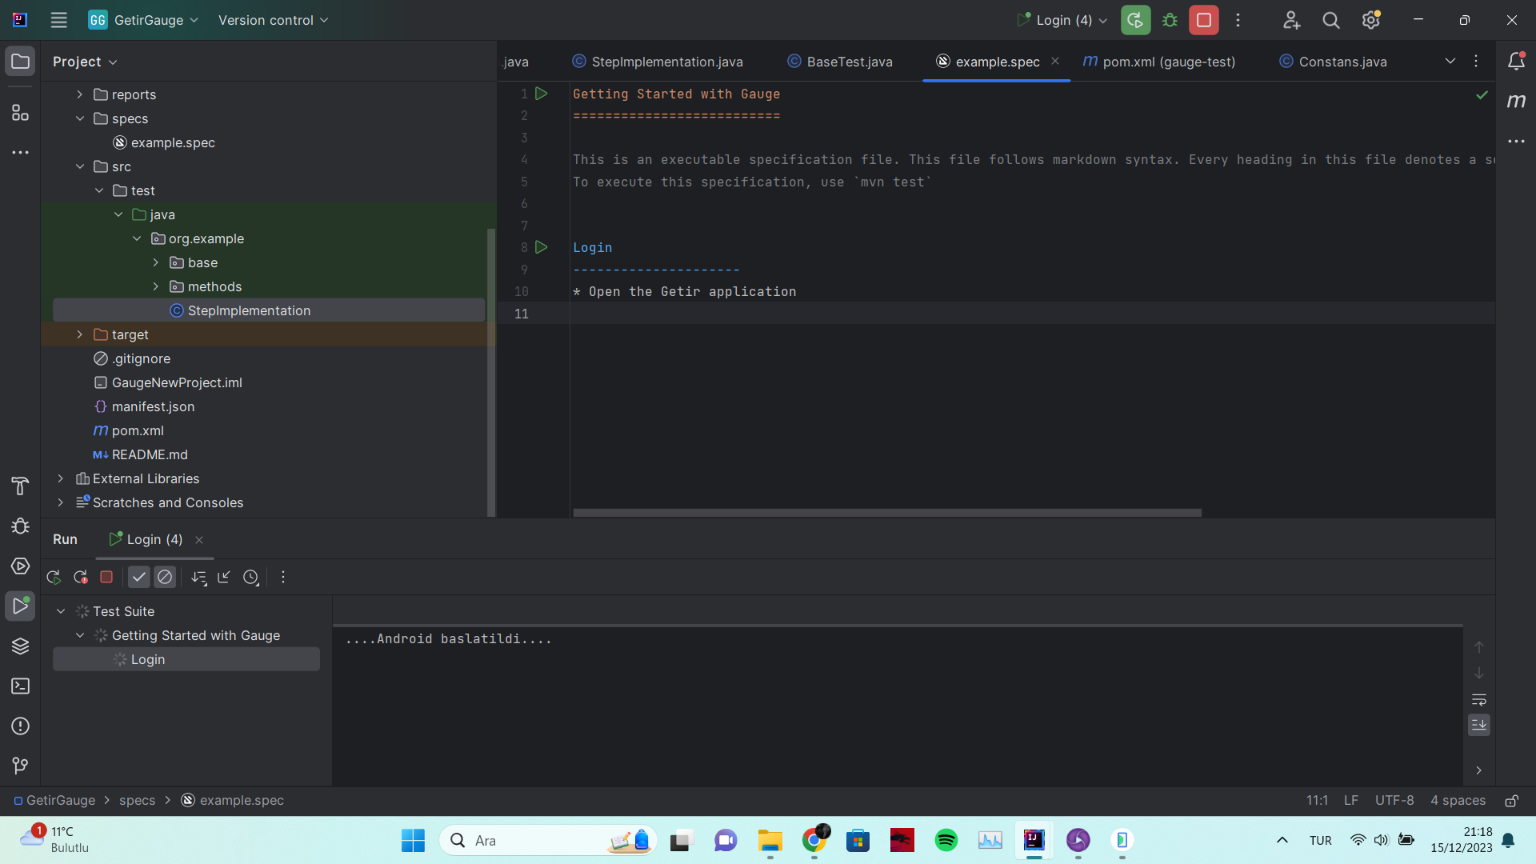 GG GetirGauge Version control Login (4)
Project
.java StepImplementation.java BaseTest.java example.spec pom.xml (gauge-test) Constans.java
reports
specs
example.spec
src
test
java
org.example
base
methods
StepImplementation
target
.gitignore
GaugeNewProject.iml
manifest.json
pom.xml
README.md
External Libraries
Scratches and Consoles
1 Getting Started with Gauge
2 ==========================
3
4 This is an executable specification file. This file follows markdown syntax. Every heading in this file denotes a s
5 To execute this specification, use `mvn test`
6
7
8 Login
9 ---------------------
10 * Open the Getir application
11
Run Login (4)
Test Suite
Getting Started with Gauge
Login
....Android baslatildi....
GetirGauge > specs > example.spec 11:1 LF UTF-8 4 spaces
1 11°C
Bulutlu
Ara
TUR
21:18
15/12/2023